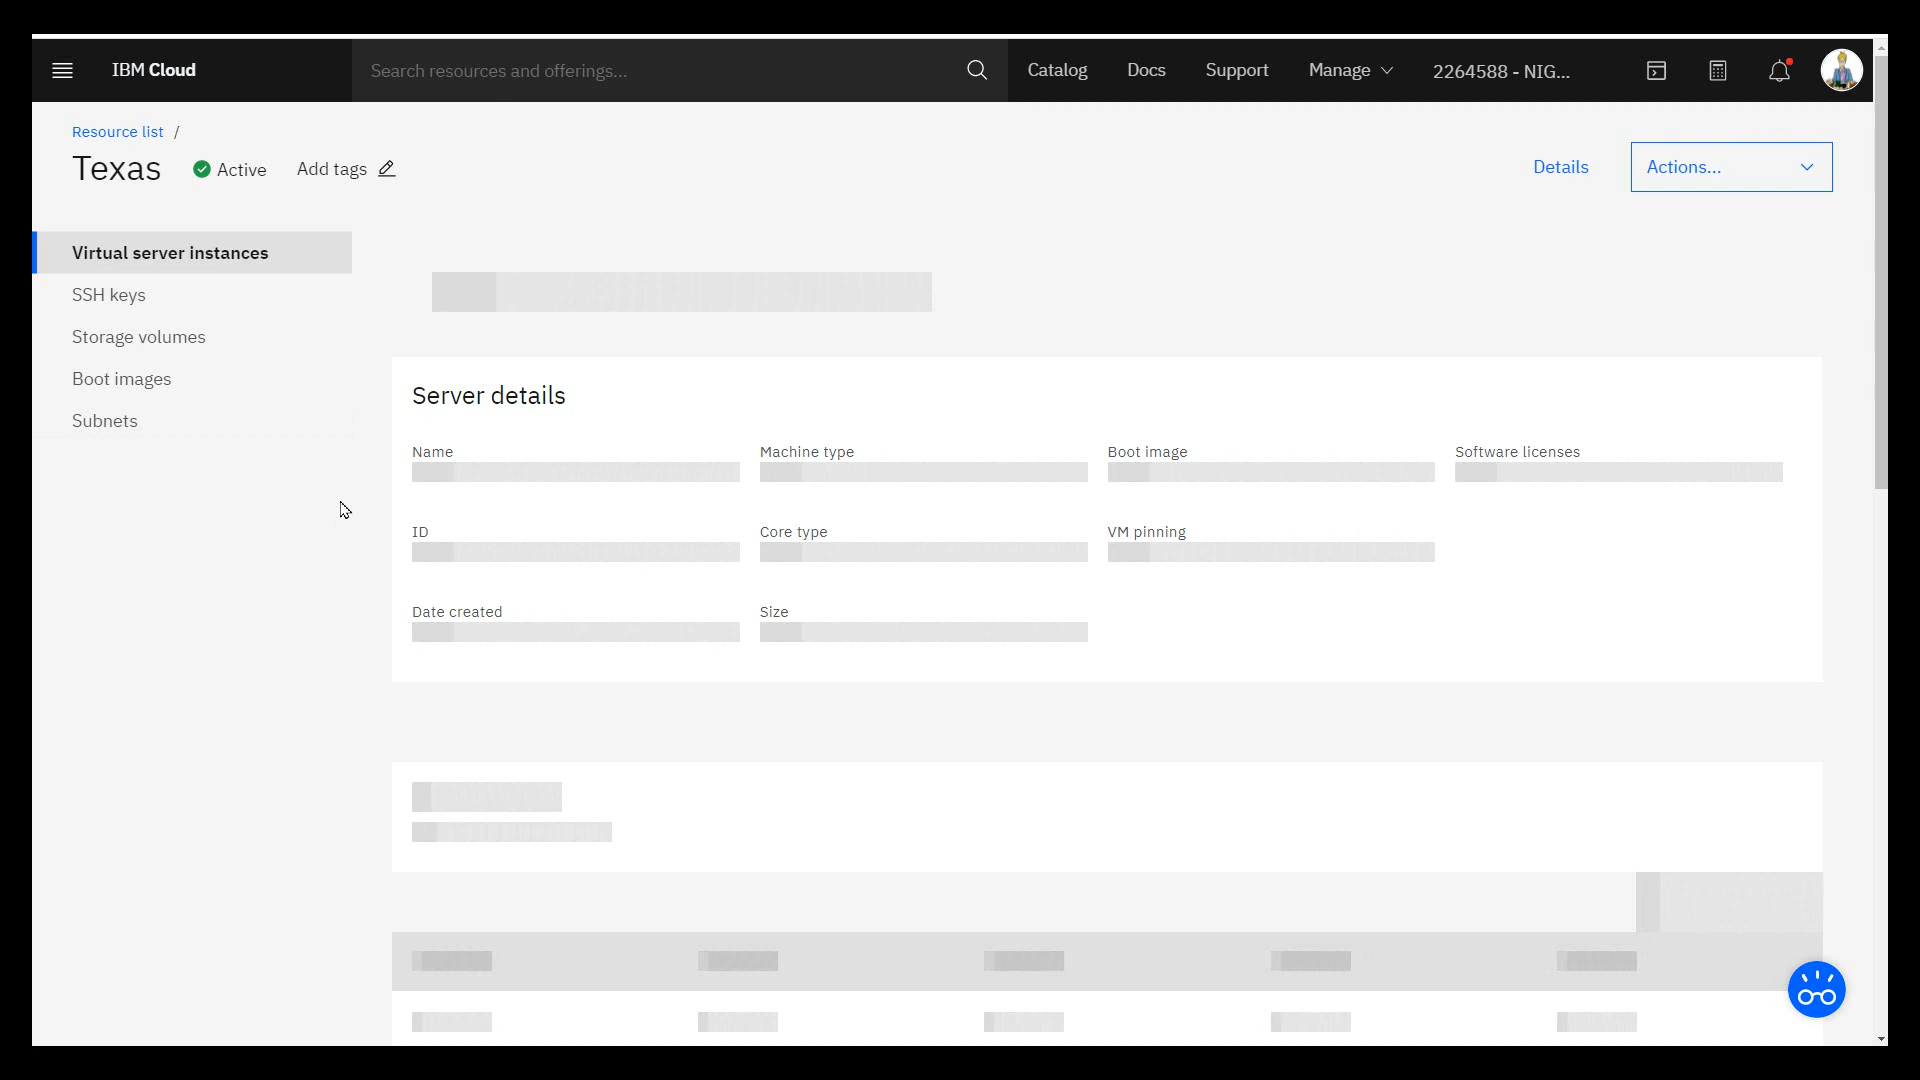 IBM Cloud
Search resources and offerings...
Catalog
Docs
Support
Manage
2264588 - NIG...
Resource list /
Texas
Active
Add tags
Details
Actions...
Virtual server instances
SSH keys
Storage volumes
Boot images
Subnets
Server details
Name
Machine type
Boot image
Software licenses
ID
Core type
VM pinning
Date created
Size